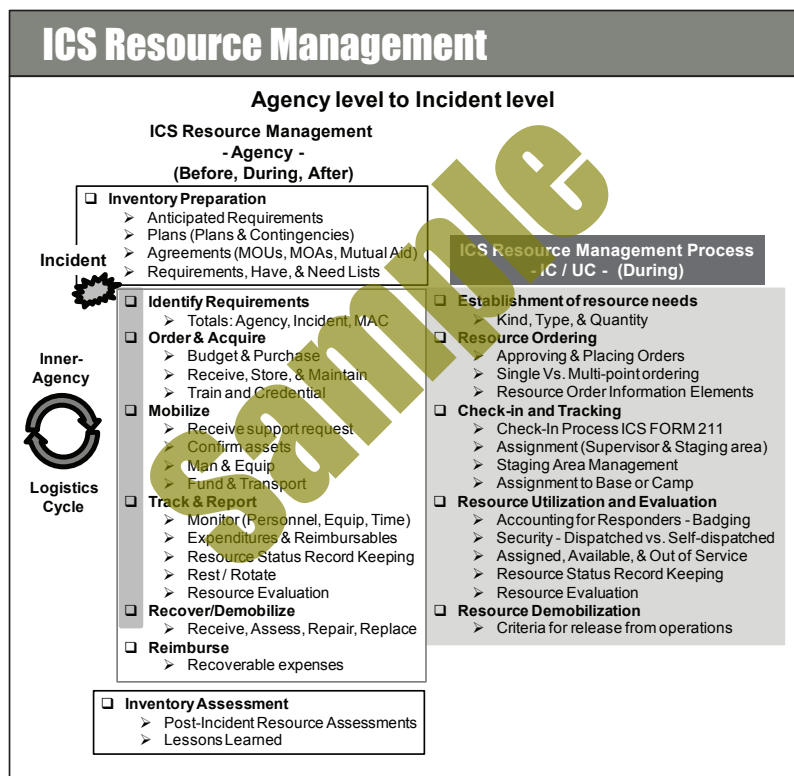 ICS Resource Management
Agency level to Incident level
ICS Resource Management
- Agency -
(Before, During, After)
❑ Inventory Preparation
➢ Anticipated Requirements
➢ Plans (Plans & Contingencies)
➢ Agreements (MOUs, MOAs, Mutual Aid)
➢ Requirements, Have, & Need Lists
Incident
❑ Identify Requirements
➢ Totals: Agency, Incident, MAC
❑ Order & Acquire
➢ Budget & Purchase
➢ Receive, Store, & Maintain
➢ Train and Credential
❑ Mobilize
➢ Receive support request
➢ Confirm assets
➢ Man & Equip
➢ Fund & Transport
❑ Track & Report
➢ Monitor (Personnel, Equip, Time)
➢ Expenditures & Reimbursables
➢ Resource Status Record Keeping
➢ Rest / Rotate
➢ Resource Evaluation
❑ Recover/Demobilize
➢ Receive, Assess, Repair, Replace
❑ Reimburse
➢ Recoverable expenses
Inner-
Agency
Logistics
Cycle
❑ Inventory Assessment
➢ Post-Incident Resource Assessments
➢ Lessons Learned
ICS Resource Management Process
- IC / UC - (During)
❑ Establishment of resource needs
➢ Kind, Type, & Quantity
❑ Resource Ordering
➢ Approving & Placing Orders
➢ Single Vs. Multi-point ordering
➢ Resource Order Information Elements
❑ Check-in and Tracking
➢ Check-In Process ICS FORM 211
➢ Assignment (Supervisor & Staging area)
➢ Staging Area Management
➢ Assignment to Base or Camp
❑ Resource Utilization and Evaluation
➢ Accounting for Responders - Badging
➢ Security - Dispatched vs. Self-dispatched
➢ Assigned, Available, & Out of Service
➢ Resource Status Record Keeping
➢ Resource Evaluation
❑ Resource Demobilization
➢ Criteria for release from operations
Sample